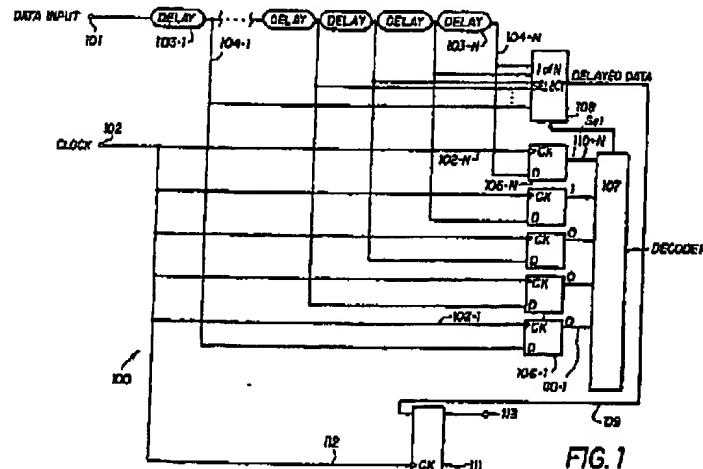 DATA INPUT
101
DELAY
DELAY
DELAY
DELAY
DELAY
103-1
104-1
103-N
104-N
1 of N
SELECT
DELAYED DATA
108
Sel
CLOCK
102
102-N
CK
D
106-N
1
110-N
107
CK
D
1
DECODER
CK
D
0
CK
D
0
102-1
CK
D
0
106-1
110-1
100
109
113
112
CK
111
FIG. 1